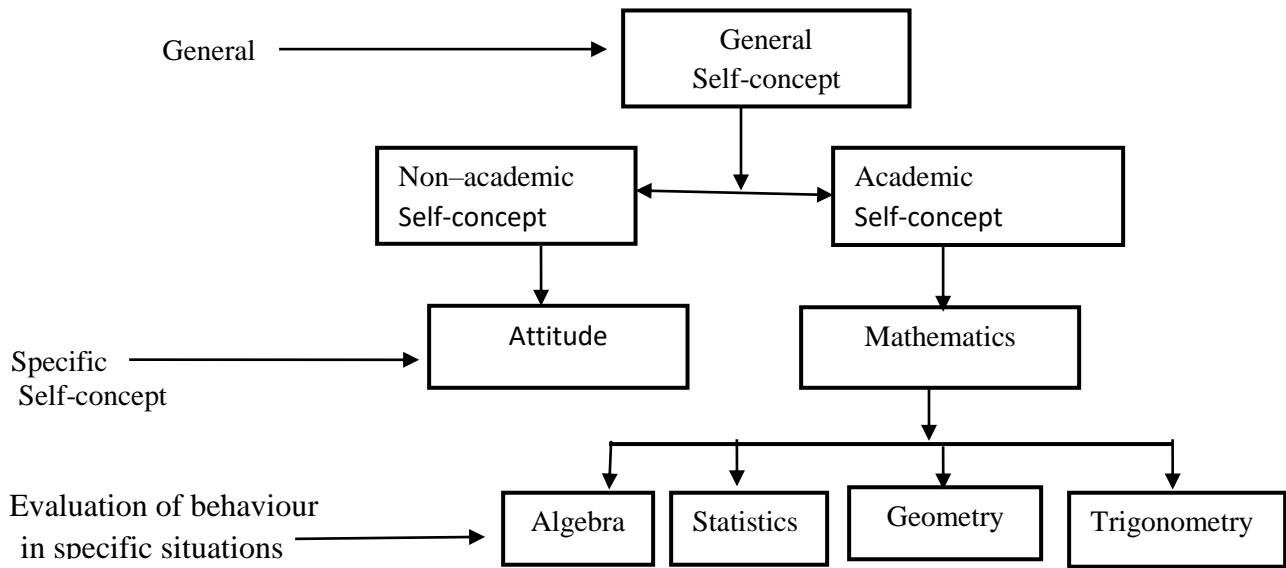 General
General
Self-concept
Non–academic
Self-concept
Academic
Self-concept
Attitude
Mathematics
Specific
Self-concept
Evaluation of behaviour
in specific situations
Algebra
Statistics
Geometry
Trigonometry